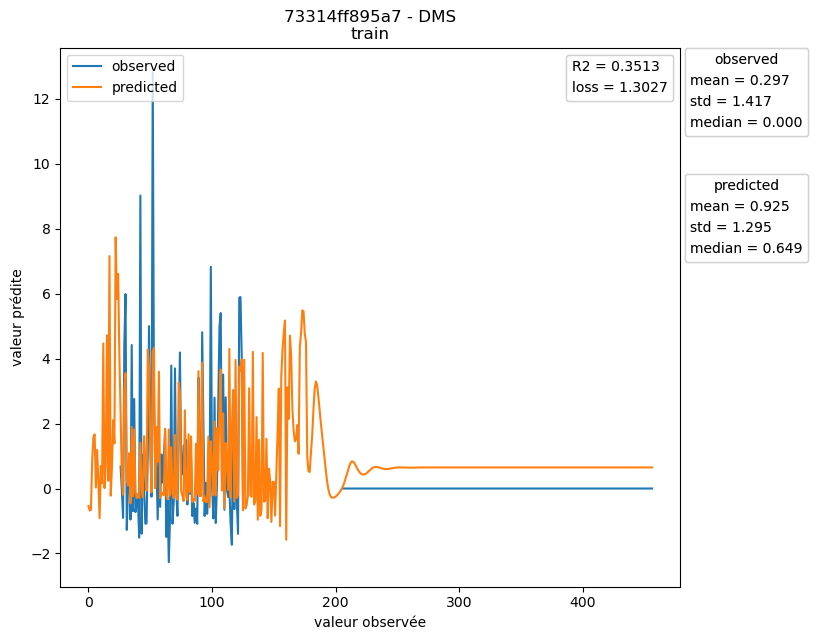 73314ff895a7 - DMS
train
observed
predicted
R2 = 0.3513
loss = 1.3027
observed
mean = 0.297
std = 1.417
median = 0.000
predicted
mean = 0.925
std = 1.295
median = 0.649
valeur prédite
12
10
8
6
4
2
0
−2
0
100
200
300
400
valeur observée